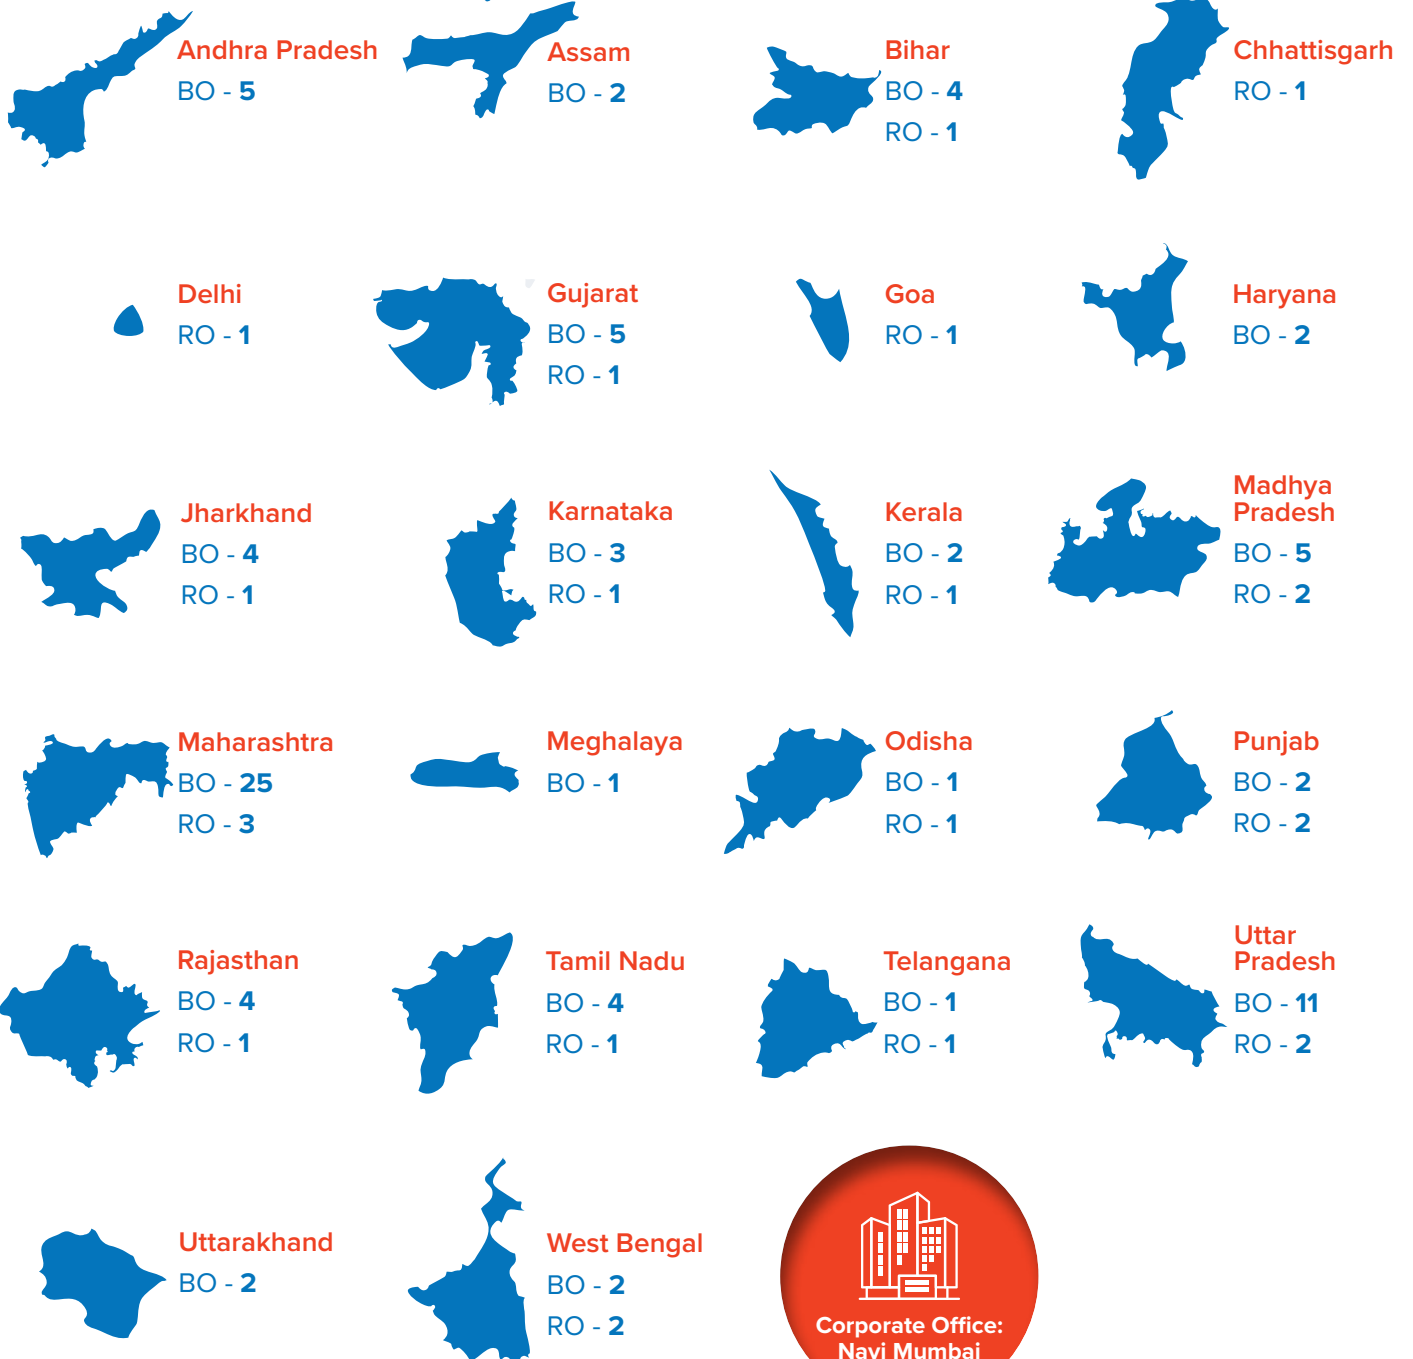 Andhra Pradesh
BO - 5
Assam
BO - 2
Bihar
BO - 4
RO - 1
Chhattisgarh
RO - 1
Delhi
RO - 1
Gujarat
BO - 5
RO - 1
Goa
RO - 1
Haryana
BO - 2
Jharkhand
BO - 4
RO - 1
Karnataka
BO - 3
RO - 1
Kerala
BO - 2
RO - 1
Madhya
Pradesh
BO - 5
RO - 2
Maharashtra
BO - 25
RO - 3
Meghalaya
BO - 1
Odisha
BO - 1
RO - 1
Punjab
BO - 2
RO - 2
Rajasthan
BO - 4
RO - 1
Tamil Nadu
BO - 4
RO - 1
Telangana
BO - 1
RO - 1
Uttar
Pradesh
BO - 11
RO - 2
Uttarakhand
BO - 2
West Bengal
BO - 2
RO - 2
Corporate Office:
Navi Mumbai